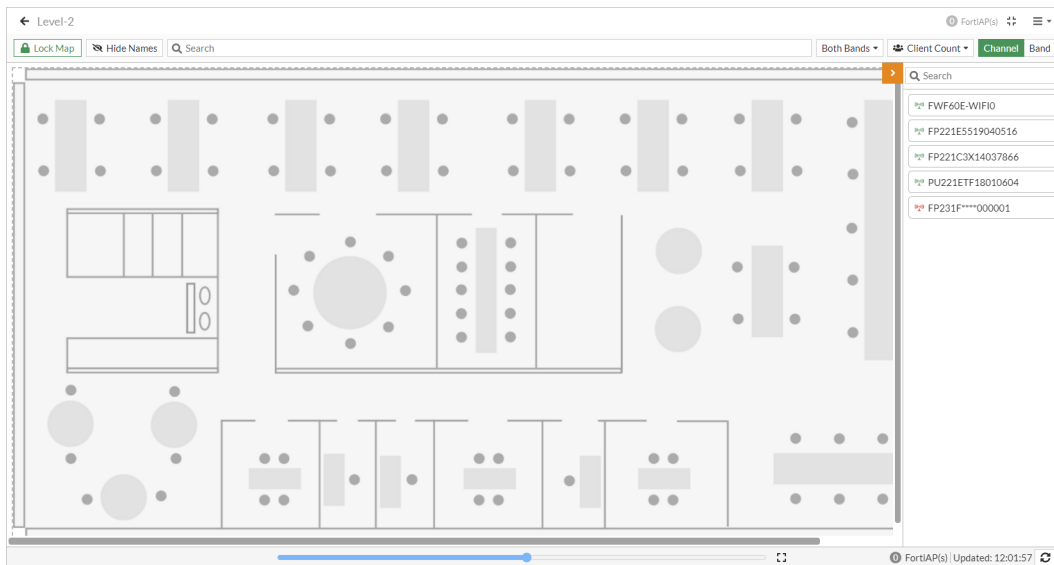 Level-2
0 FortiAP(s)
Lock Map Hide Names Search Both Bands Client Count Channel Band
Search
FWF60E-WIFI0
FP221E5519040516
FP221C3X14037866
PU221ETF18010604
FP231F****000001
0 FortiAP(s) Updated: 12:01:57